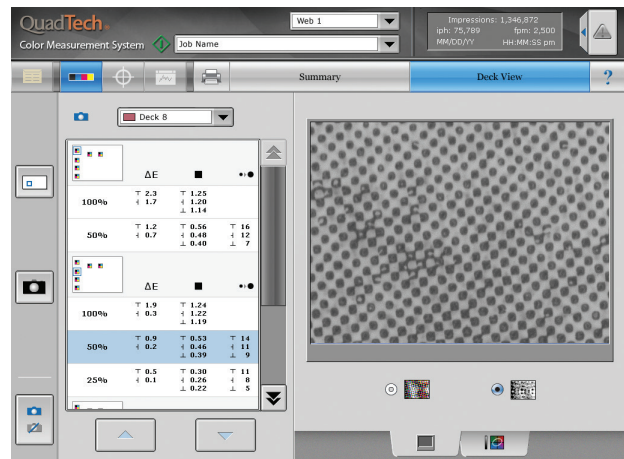 QuadTech
Web 1
Impressions: 1,346,872
iph: 75,789 fpm: 2,500
MM/DD/YY HH:MM:SS pm
Color Measurement System
Job Name
Summary
Deck View
?
Deck 8
ΔE
100% ⊤ 2.3 ⊤ 1.25
⫞ 1.7 ⫞ 1.20
⊥ 1.14
50% ⊤ 1.2 ⊤ 0.56 ⊤ 16
⫞ 0.7 ⫞ 0.48 ⫞ 12
⊥ 0.40 ⊥ 7
ΔE
100% ⊤ 1.9 ⊤ 1.24
⫞ 0.3 ⫞ 1.22
⊥ 1.19
50% ⊤ 0.9 ⊤ 0.53 ⊤ 14
⫞ 0.2 ⫞ 0.46 ⫞ 11
⊥ 0.39 ⊥ 9
25% ⊤ 0.5 ⊤ 0.30 ⊤ 11
⫞ 0.1 ⫞ 0.26 ⫞ 8
⊥ 0.22 ⊥ 5